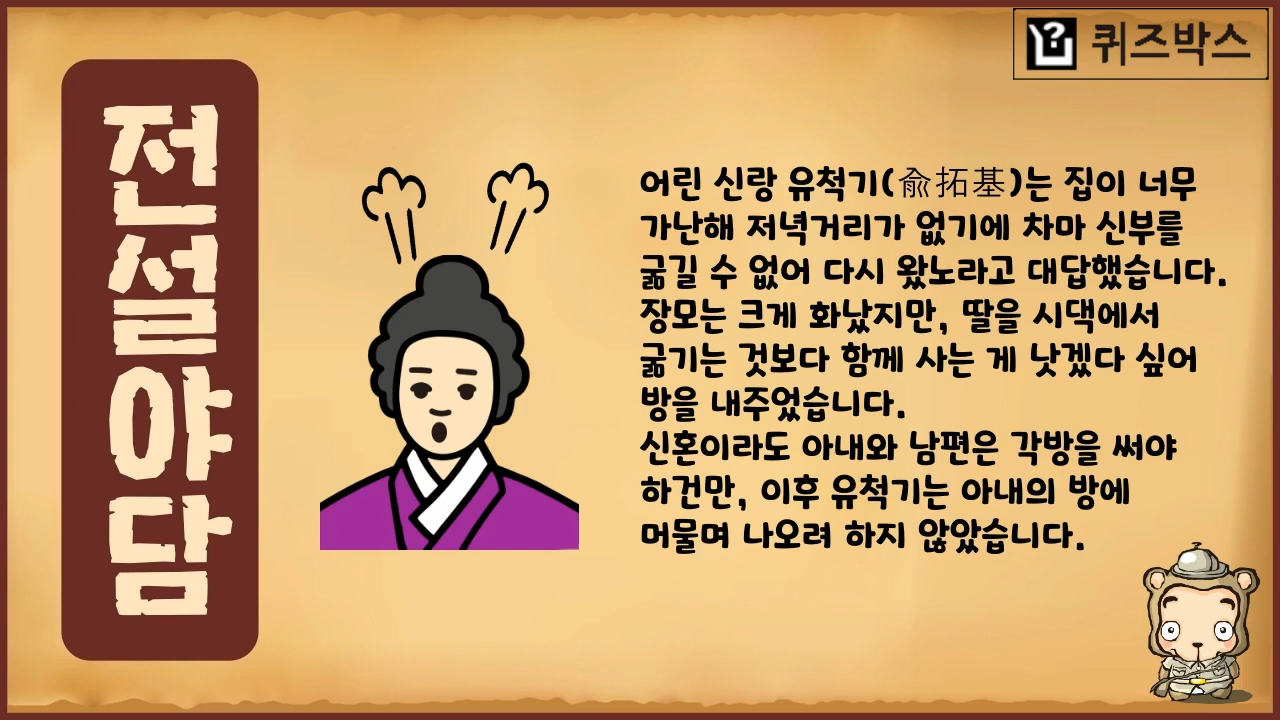 퀴즈박스
전설야담
어린 신랑 유척기(兪拓基)는 집이 너무
가난해 저녁거리가 없기에 차마 신부를
굶길 수 없어 다시 왔노라고 대답했습니다.
장모는 크게 화났지만, 딸을 시댁에서
굶기는 것보다 함께 사는 게 낫겠다 싶어
방을 내주었습니다.
신혼이라도 아내와 남편은 각방을 써야
하건만, 이후 유척기는 아내의 방에
머물며 나오려 하지 않았습니다.